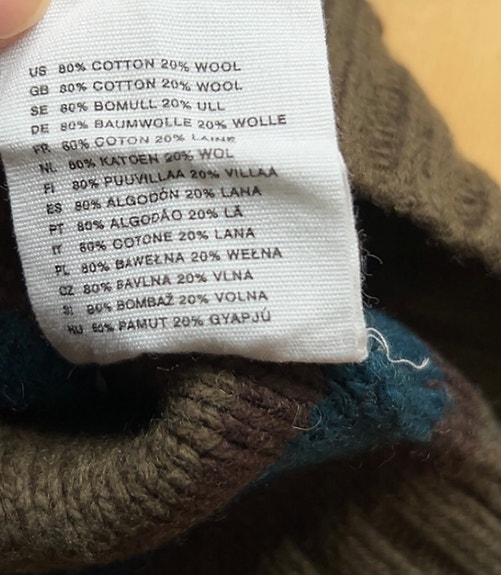 US 80% COTTON 20% WOOL
GB 80% COTTON 20% WOOL
SE 80% BOMULL 20% ULL
DE 80% BAUMWOLLE 20% WOLLE
FR 80% COTON 20% LAINE
NL 80% KATOEN 20% WOL
FI 80% PUUVILLAA 20% VILLAA
ES 80% ALGODÓN 20% LANA
PT 80% ALGODÃO 20% LÃ
IT 80% COTONE 20% LANA
PL 80% BAWEŁNA 20% WEŁNA
CZ 80% BAVLNA 20% VLNA
SI 80% BOMBAŽ 20% VOLNA
HU 80% PAMUT 20% GYAPJÚ